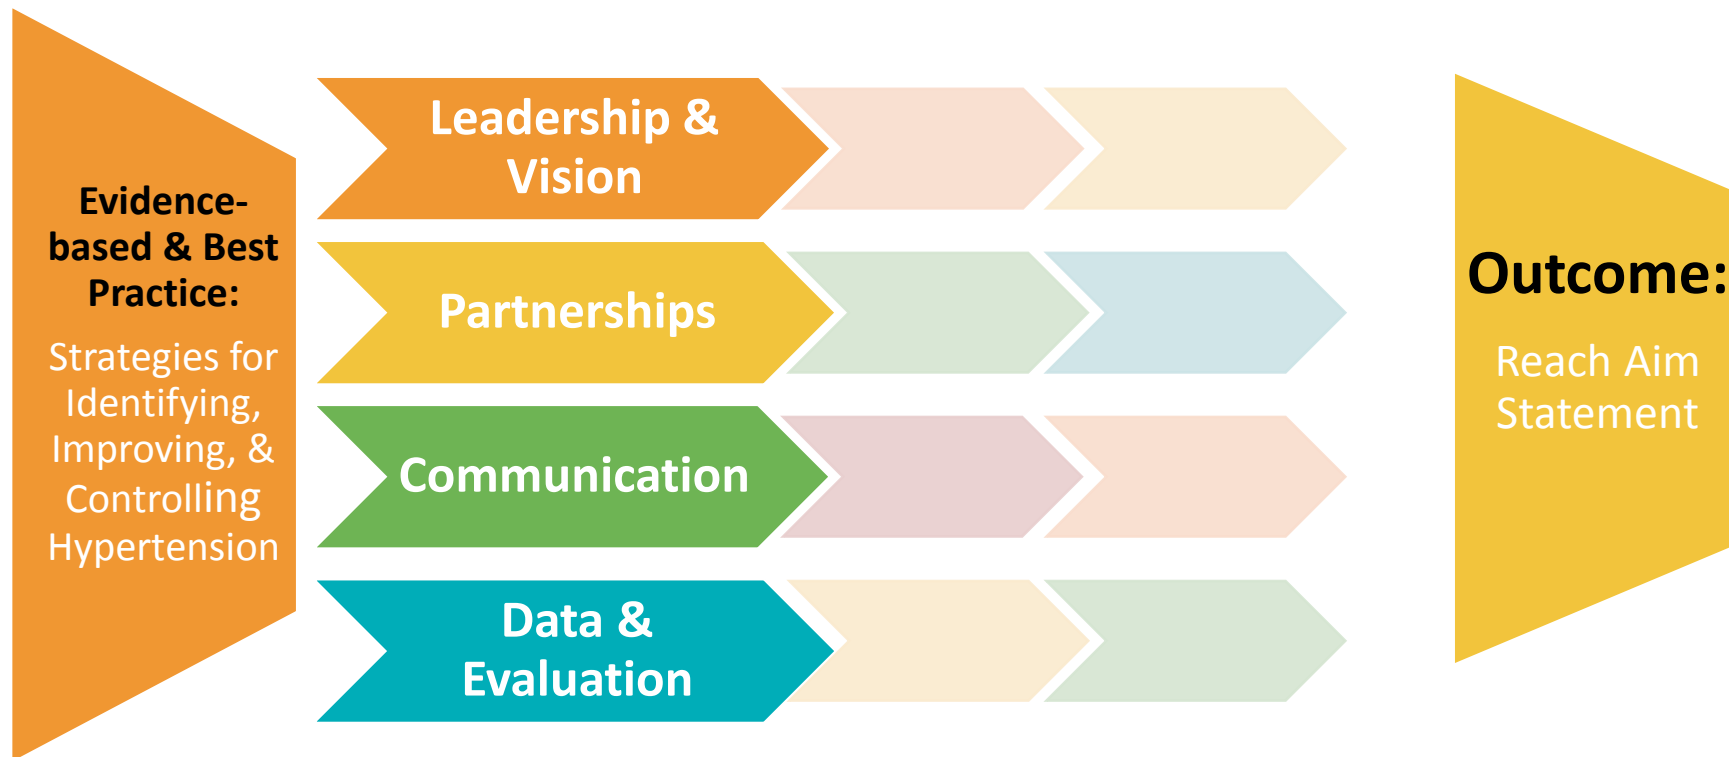 Evidence-
based & Best
Practice:
Strategies for
Identifying,
Improving, &
Controlling
Hypertension
Leadership &
Vision
Partnerships
Communication
Data &
Evaluation
Outcome:
Reach Aim
Statement